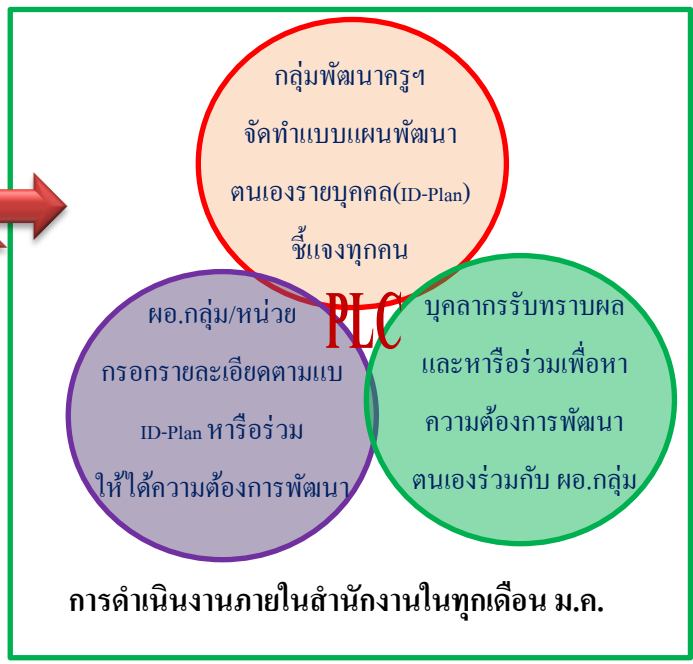 กลุ่มพัฒนาครูฯ
จัดทำแบบแผนพัฒนา
ตนเองรายบุคคล(ID-Plan)
ชี้แจงทุกคน
PLC
ผอ.กลุ่ม/หน่วย
กรอกรายละเอียดตามแบ
ID-Plan หารือร่วม
ให้ได้ความต้องการพัฒนา
บุคลากรรับทราบผล
และหารือร่วมเพื่อหา
ความต้องการพัฒนา
ตนเองร่วมกับ ผอ.กลุ่ม
การดำเนินงานภายในสำนักงานในทุกเดือน ม.ค.